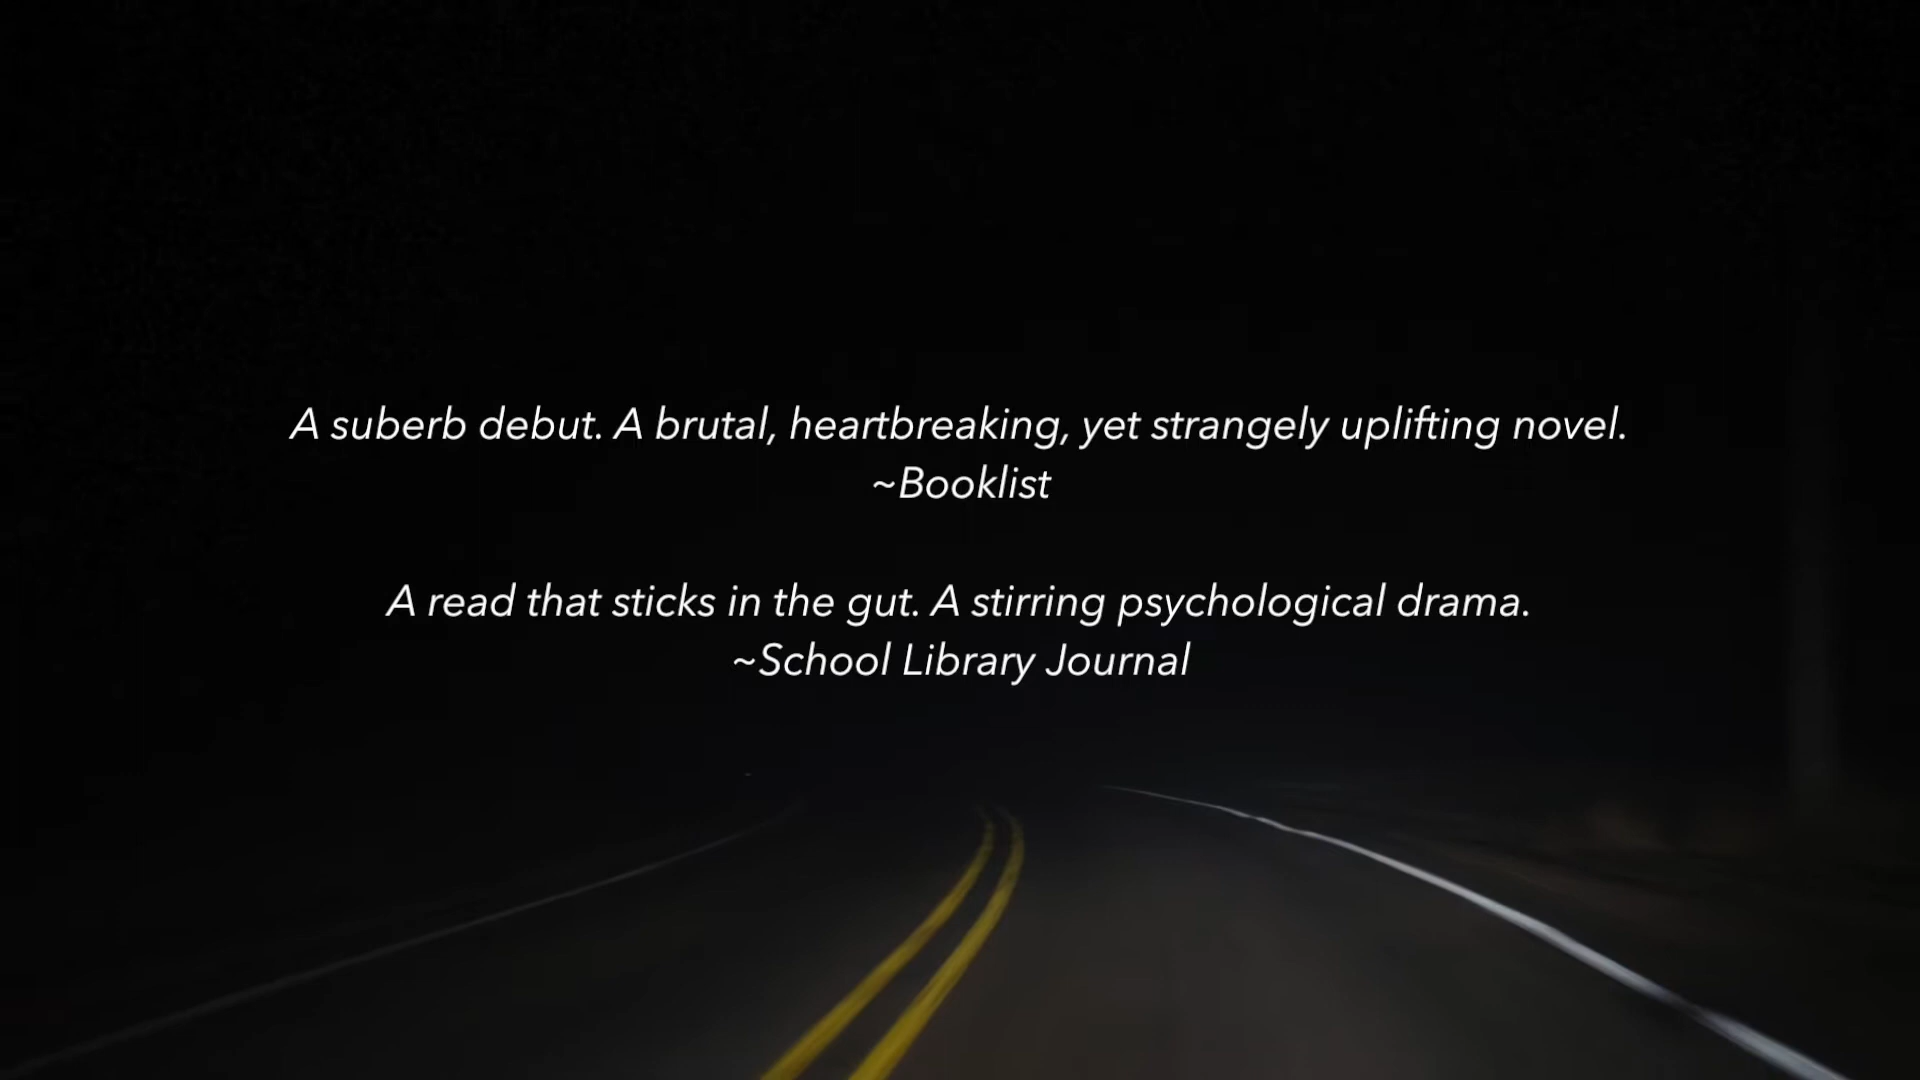 A suberb debut. A brutal, heartbreaking, yet strangely uplifting novel.
~Booklist
A read that sticks in the gut. A stirring psychological drama.
~School Library Journal